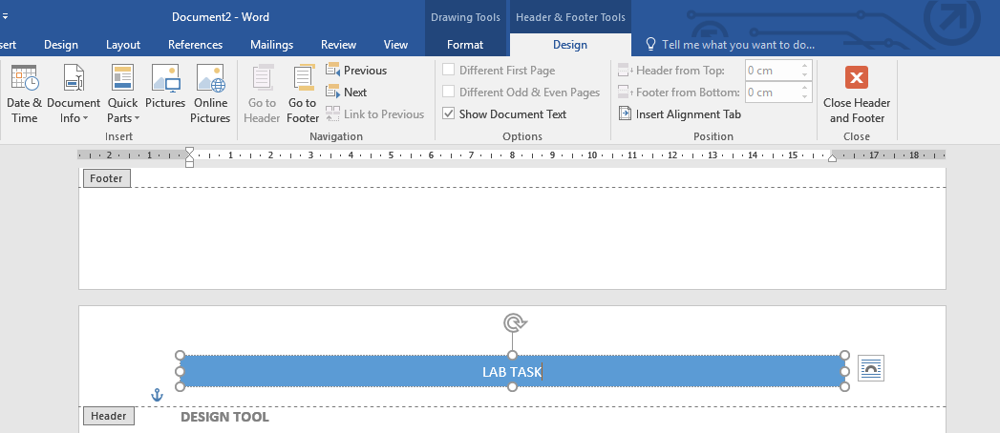 Document2 - Word
Drawing Tools
Header & Footer Tools
sert
Design
Layout
References
Mailings
Review
View
Format
Design
Tell me what you want to do...
Date & Time
Document Info
Quick Parts
Pictures
Online Pictures
Insert
Go to Header
Go to Footer
Previous
Next
Link to Previous
Navigation
Different First Page
Different Odd & Even Pages
Show Document Text
Options
Header from Top: 0 cm
Footer from Bottom: 0 cm
Insert Alignment Tab
Position
Close Header and Footer
Close
2 1 1 2 3 4 5 6 7 8 9 10 11 12 13 14 15 17 18
Footer
LAB TASK
Header
DESIGN TOOL